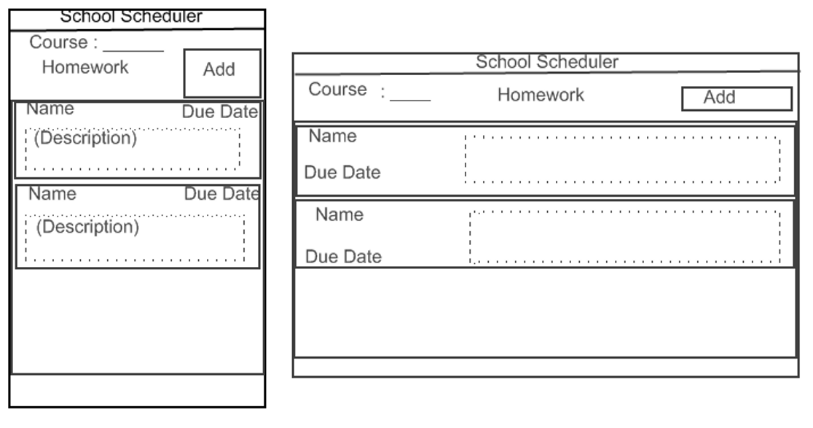 School Scheduler
Course : ______
Homework
Add
Name Due Date
(Description)
Name Due Date
(Description)
School Scheduler
Course : ____ Homework Add
Name
Due Date
Name
Due Date